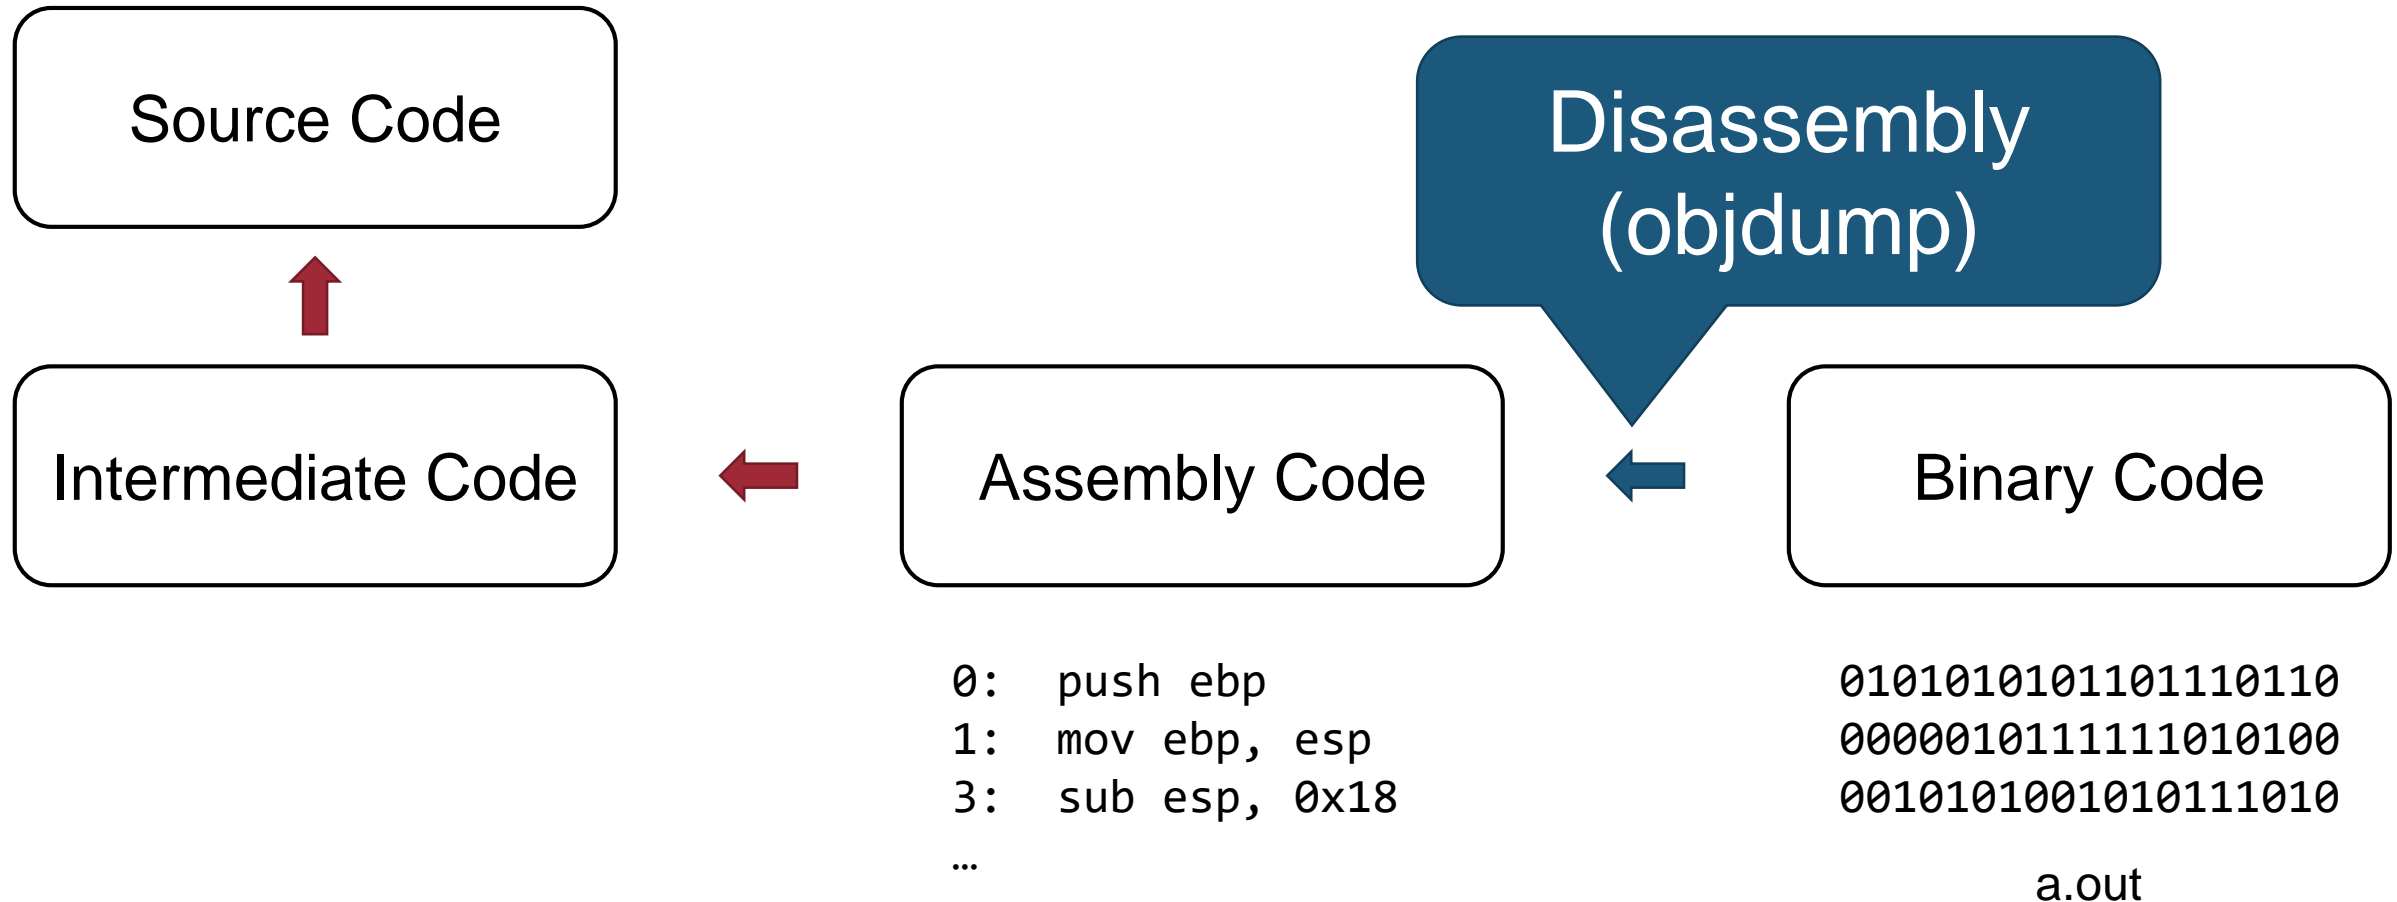 Source Code
Disassembly
(objdump)
Intermediate Code
Assembly Code
Binary Code
0: push ebp
1: mov ebp, esp
3: sub esp, 0x18
…
0101010101101110110
0000010111111010100
0010101001010111010
a.out